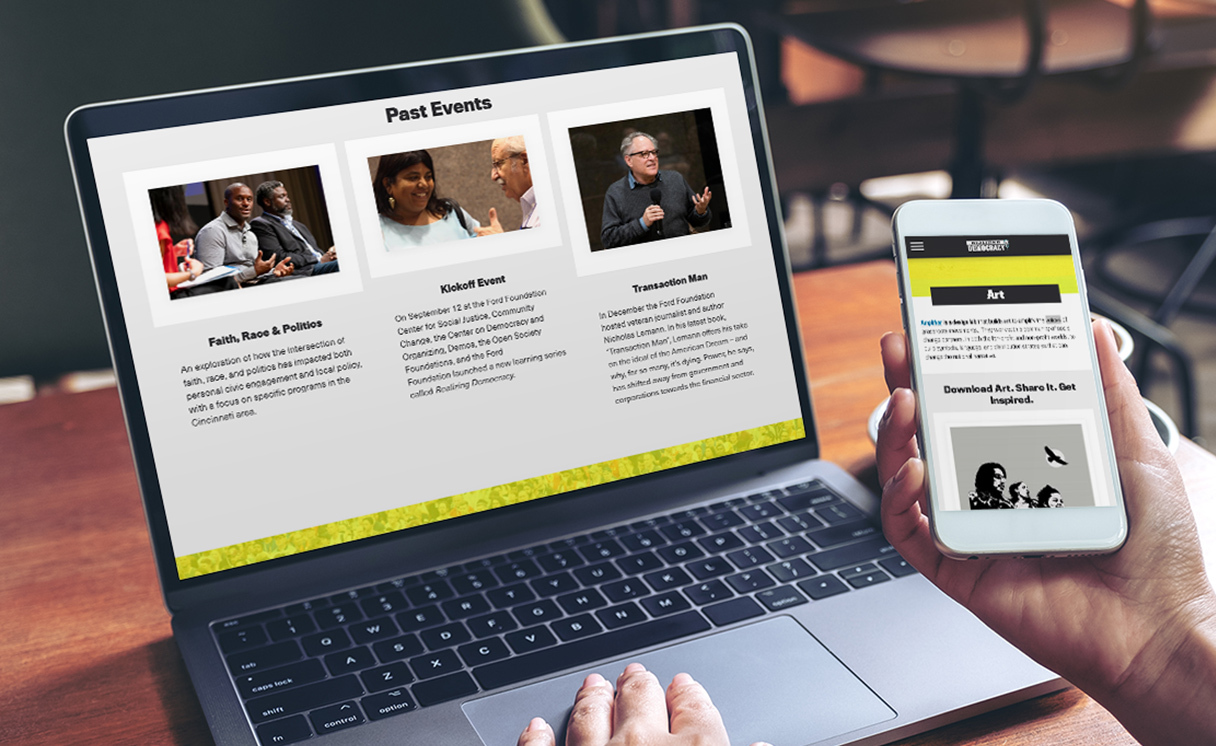 Past Events
Faith, Race & Politics
An exploration of how the intersection of
faith, race, and politics has impacted both
personal civic engagement and local policy,
with a focus on specific programs in the
Cincinnati area.
Kickoff Event
On September 12 at the Ford Foundation
Center for Social Justice, Community
Change, the Center on Democracy and
Organizing, Demos, the Open Society
Foundations, and the Ford
Foundation launched a new learning series
called Realizing Democracy.
Transaction Man
In December the Ford Foundation
hosted veteran journalist and author
Nicholas Lemann. In his latest book,
"Transaction Man", Lemann offers his take
on the ideal of the American Dream – and
why, for so many, it's dying. Power, he says,
has shifted away from government and
corporations towards the financial sector.
DEMOCRACY
Art
Download Art. Share It. Get
Inspired.
esc
tab
Q W E R T Y U I O P
caps lock
A S D F G H J K L
shift
Z X C V B N M
fn
control
option
option